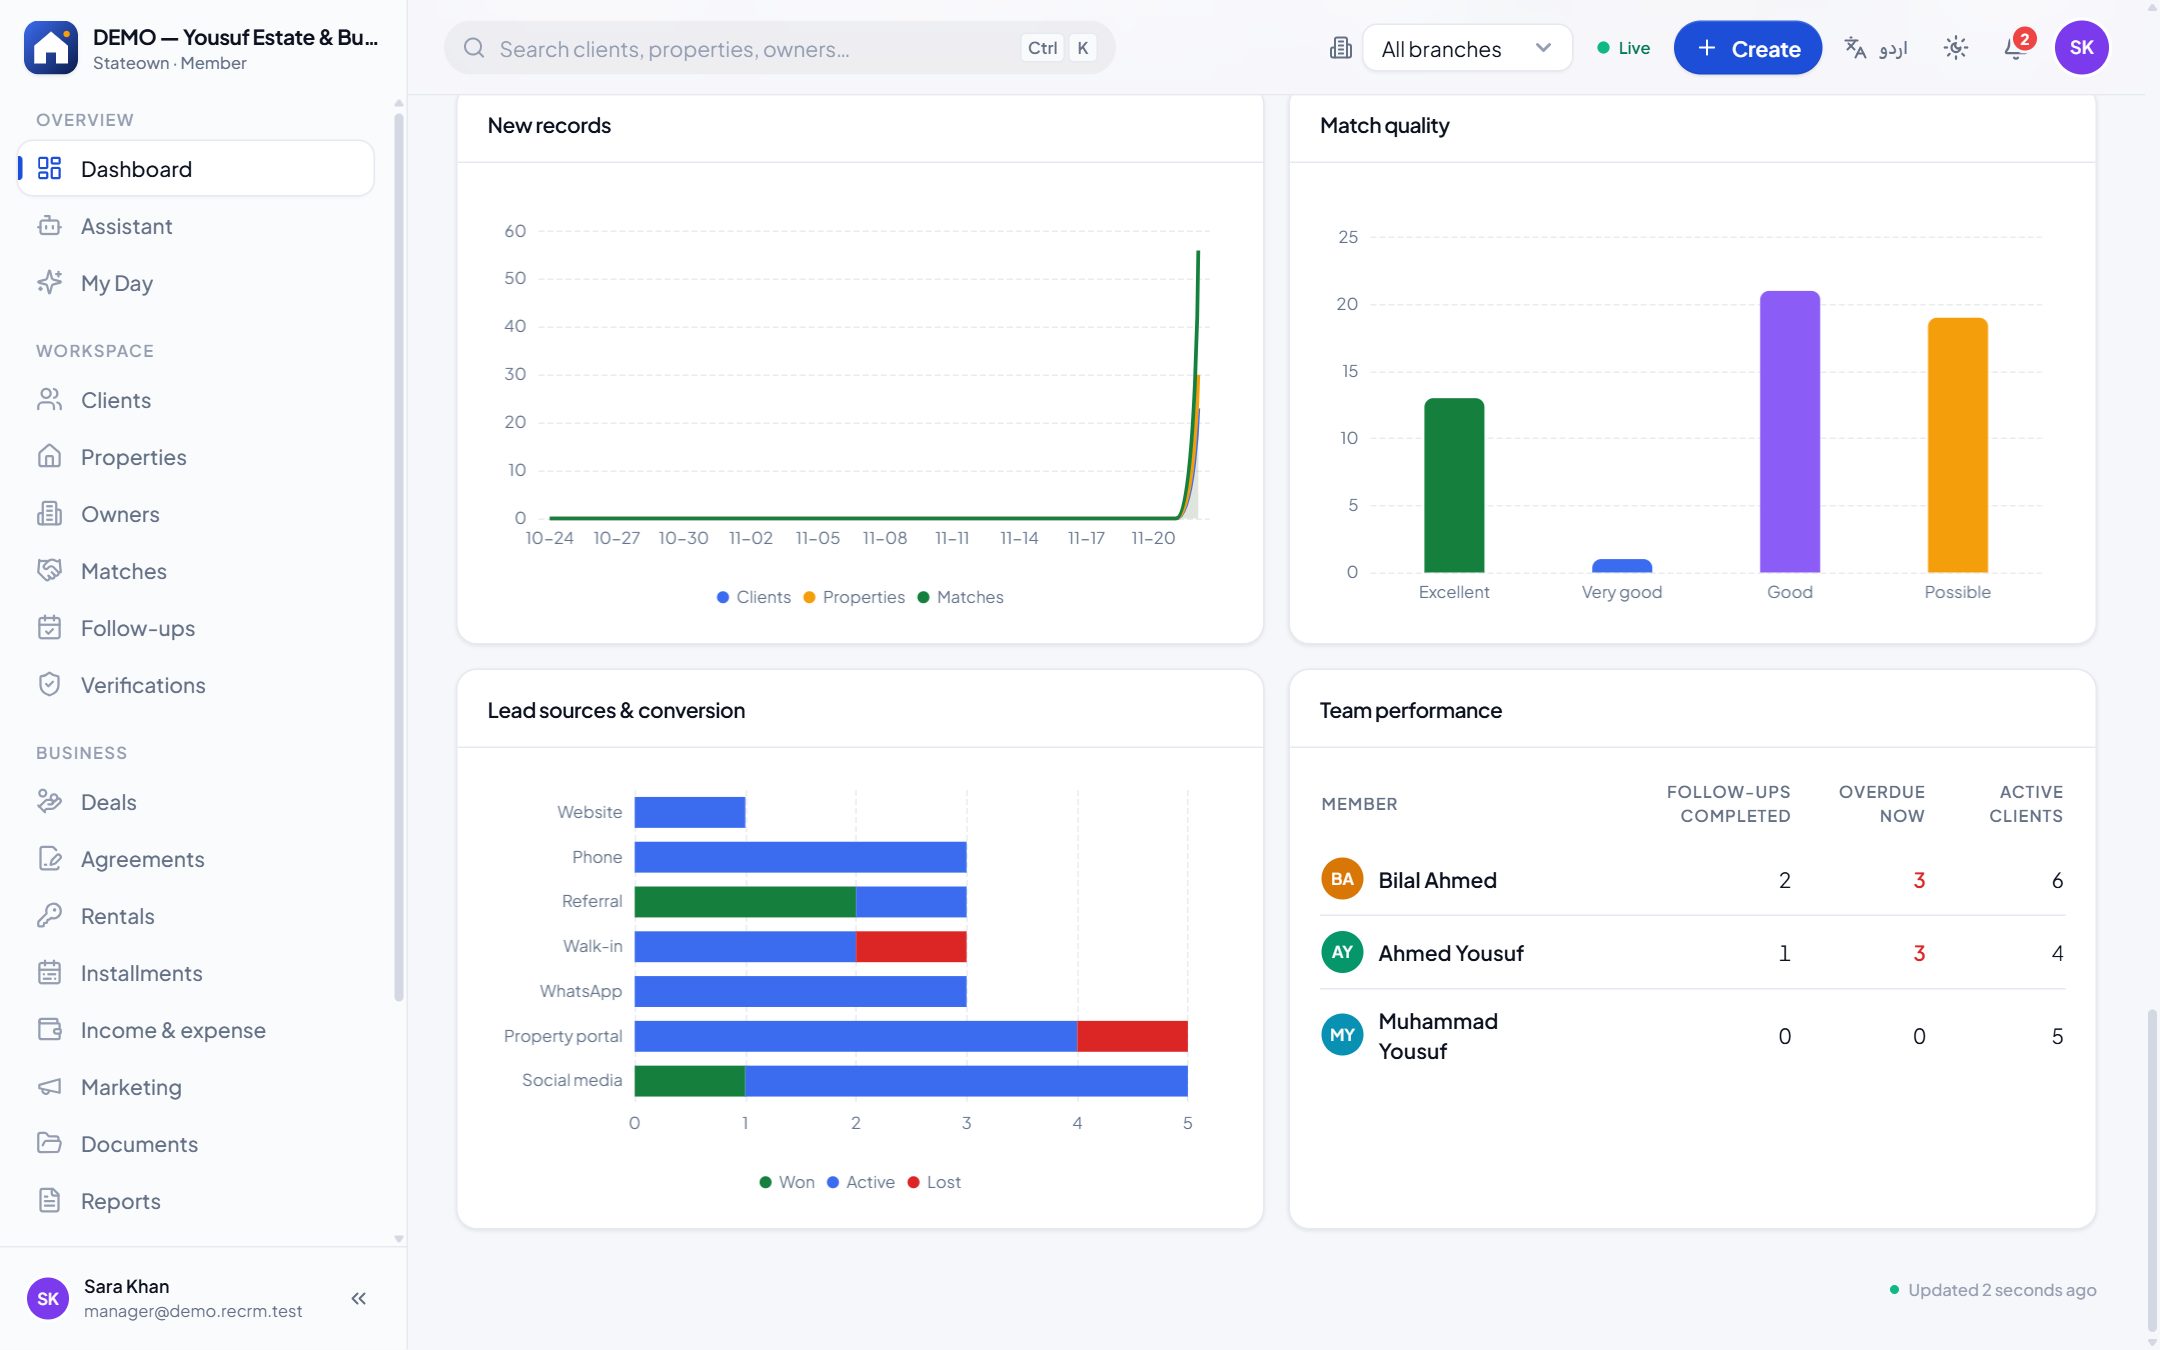 DEMO — Yousuf Estate & Bu...
Stateown · Member
Search clients, properties, owners...
Ctrl K
All branches
Live
+ Create
اردو
2
SK
OVERVIEW
Dashboard
Assistant
My Day
WORKSPACE
Clients
Properties
Owners
Matches
Follow-ups
Verifications
BUSINESS
Deals
Agreements
Rentals
Installments
Income & expense
Marketing
Documents
Reports
SK
Sara Khan
manager@demo.recrm.test
New records
60
50
40
30
20
10
0
10-24 10-27 10-30 11-02 11-05 11-08 11-11 11-14 11-17 11-20
Clients Properties Matches
Match quality
25
20
15
10
5
0
Excellent Very good Good Possible
Lead sources & conversion
Website
Phone
Referral
Walk-in
WhatsApp
Property portal
Social media
0 1 2 3 4 5
Won Active Lost
Team performance
MEMBER FOLLOW-UPS COMPLETED OVERDUE NOW ACTIVE CLIENTS
BA Bilal Ahmed 2 3 6
AY Ahmed Yousuf 1 3 4
MY Muhammad Yousuf 0 0 5
Updated 2 seconds ago